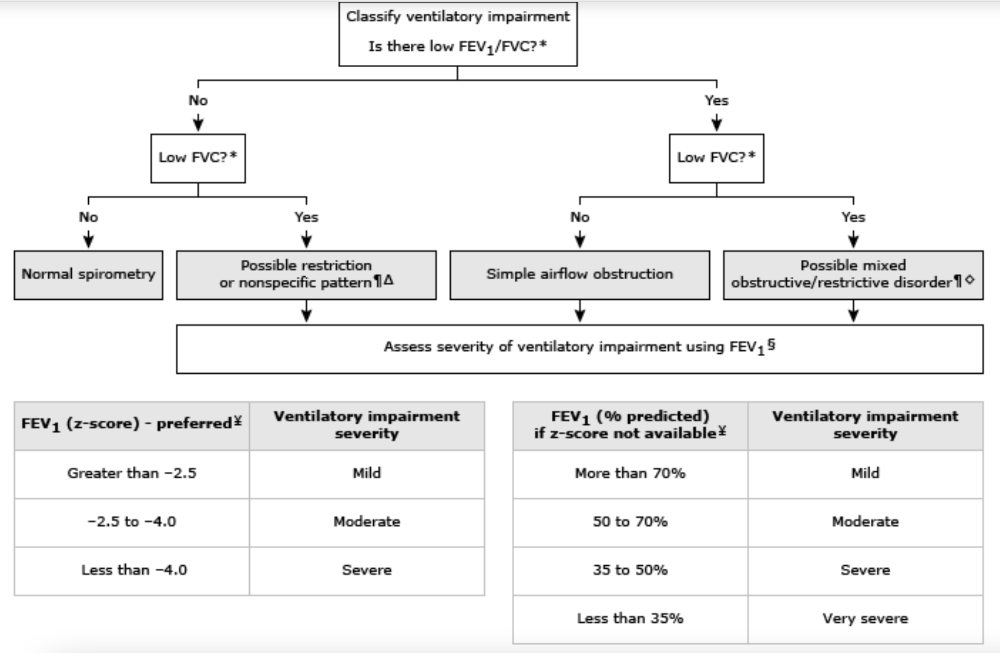 Classify ventilatory impairment
Is there low FEV₁/FVC?*
No
Yes
Low FVC?*
Low FVC?*
No
Yes
No
Yes
Normal spirometry
Possible restriction
or nonspecific pattern¶Δ
Simple airflow obstruction
Possible mixed
obstructive/restrictive disorder¶◇
Assess severity of ventilatory impairment using FEV₁§
FEV₁ (z-score) - preferred¥
Ventilatory impairment
severity
Greater than −2.5
Mild
−2.5 to −4.0
Moderate
Less than −4.0
Severe
FEV₁ (% predicted)
if z-score not available¥
Ventilatory impairment
severity
More than 70%
Mild
50 to 70%
Moderate
35 to 50%
Severe
Less than 35%
Very severe